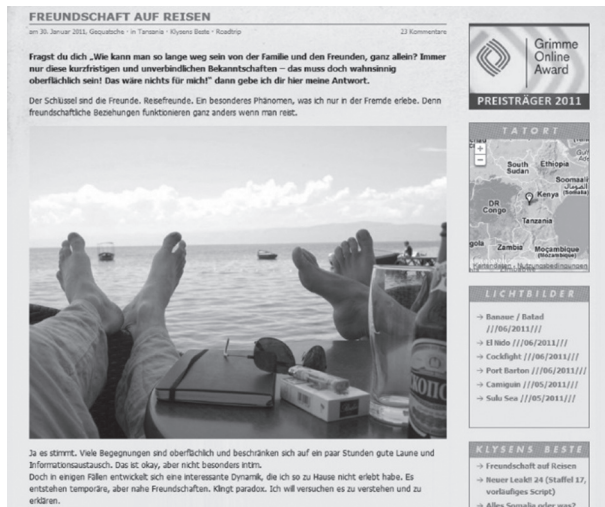 FREUNDSCHAFT AUF REISEN
am 30. Januar 2011, Gequatsche · in Tansania · Klysens Beste · Roadtrip
23 Kommentare
Fragst du dich „Wie kann man so lange weg sein von der Familie und den Freunden, ganz allein? Immer
nur diese kurzfristigen und unverbindlichen Bekanntschaften – das muss doch wahnsinnig
oberflächlich sein! Das wäre nichts für mich!" dann gebe ich dir hier meine Antwort.
Der Schlüssel sind die Freunde. Reisefreunde. Ein besonderes Phänomen, was ich nur in der Fremde erlebe. Denn
freundschaftliche Beziehungen funktionieren ganz anders wenn man reist.
Ja es stimmt. Viele Begegnungen sind oberflächlich und beschränken sich auf ein paar Stunden gute Laune und
Informationsaustausch. Das ist okay, aber nicht besonders intim.
Doch in einigen Fällen entwickelt sich eine interessante Dynamik, die ich so zu Hause nicht erlebt habe. Es
entstehen temporäre, aber nahe Freundschaften. Klingt paradox. Ich will versuchen es zu verstehen und zu
erklären.
Grimme
Online
Award
PREISTRÄGER 2011
TATORT
+
−
South
Sudan
Ethiopia
Soomaali
(Somalia)
Kenya
DR
Congo
Tanzania
gola
Zambia
Moçambique
(Mozambique)
Kartendaten - Nutzungsbedingungen
LICHTBILDER
→ Banaue / Batad
///06/2011///
→ El Nido ///06/2011///
→ Cockfight ///06/2011///
→ Port Barton ///06/2011///
→ Camiguin ///05/2011///
→ Sulu Sea ///05/2011///
KLYSENS BESTE
→ Freundschaft auf Reisen
→ Neuer Leak!! 24 (Staffel 17,
vorläufiges Script)
→ Alles Somalia oder was?